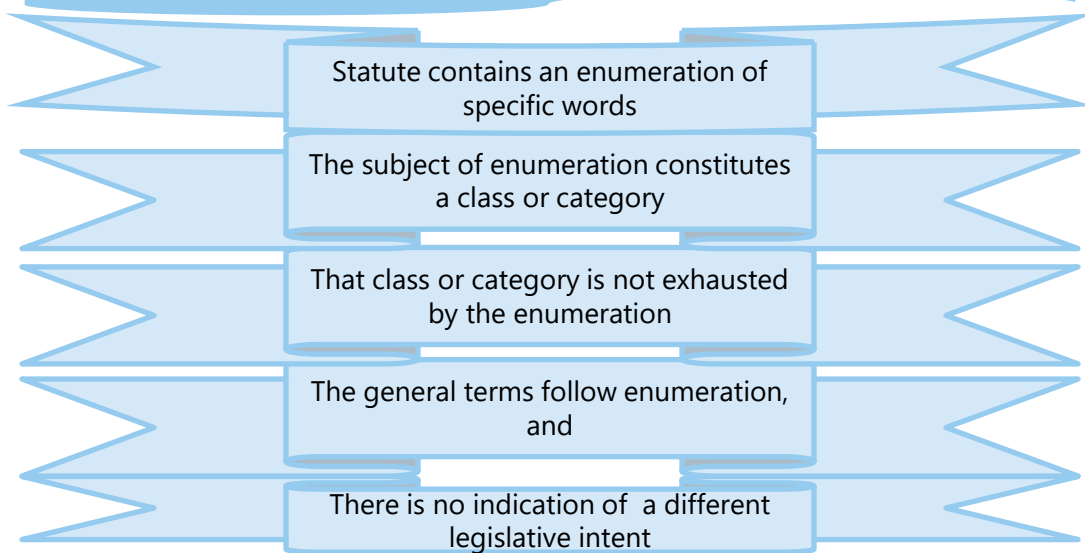 Statute contains an enumeration of
specific words
The subject of enumeration constitutes
a class or category
That class or category is not exhausted
by the enumeration
The general terms follow enumeration,
and
There is no indication of  a different
legislative intent